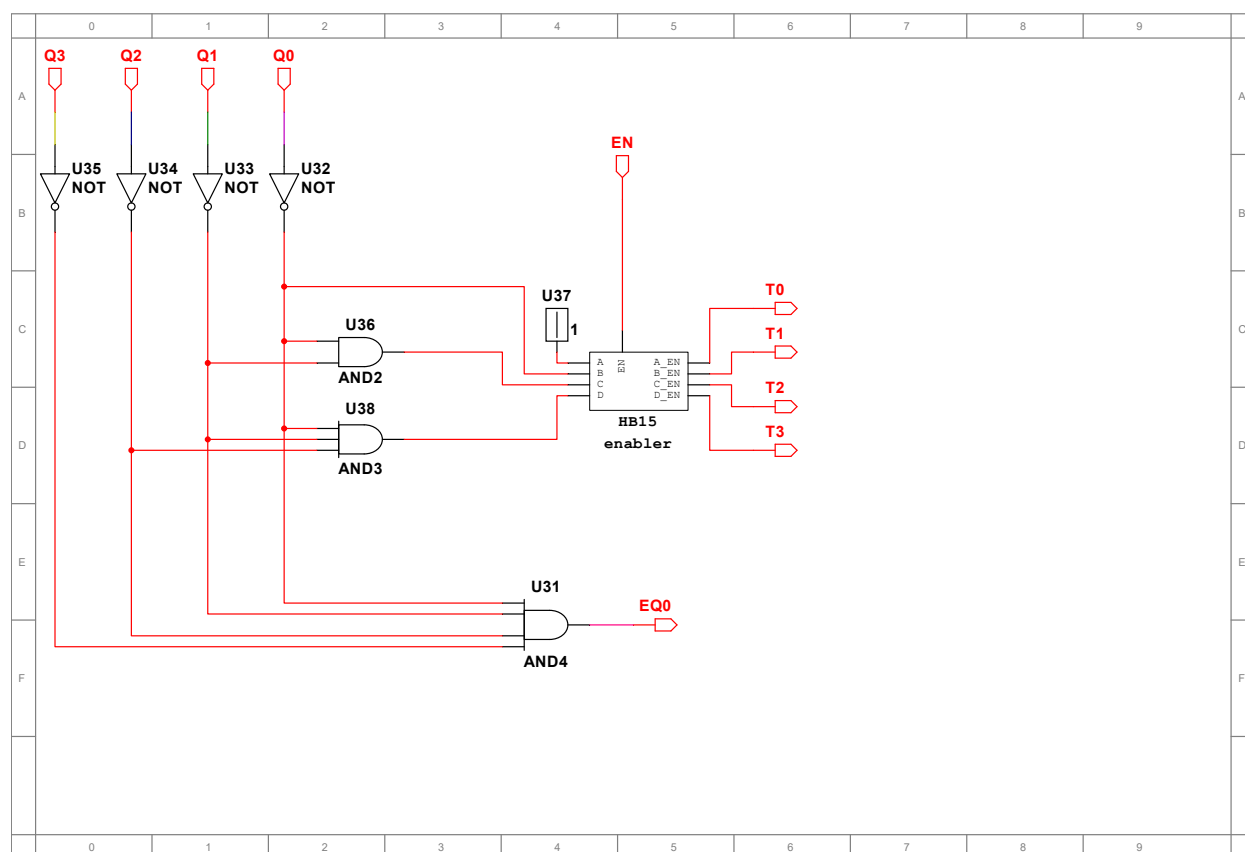 0 1 2 3 4 5 6 7 8 9
Q3 Q2 Q1 Q0
A A
EN
U35 U34 U33 U32
NOT NOT NOT NOT
B B
T0
U37
1
U36
C C
T1
A A_EN
EN
B B_EN
C C_EN
D D_EN
AND2
T2
U38
HB15
enabler
T3
D D
AND3
E E
U31
EQ0
AND4
F F
0 1 2 3 4 5 6 7 8 9